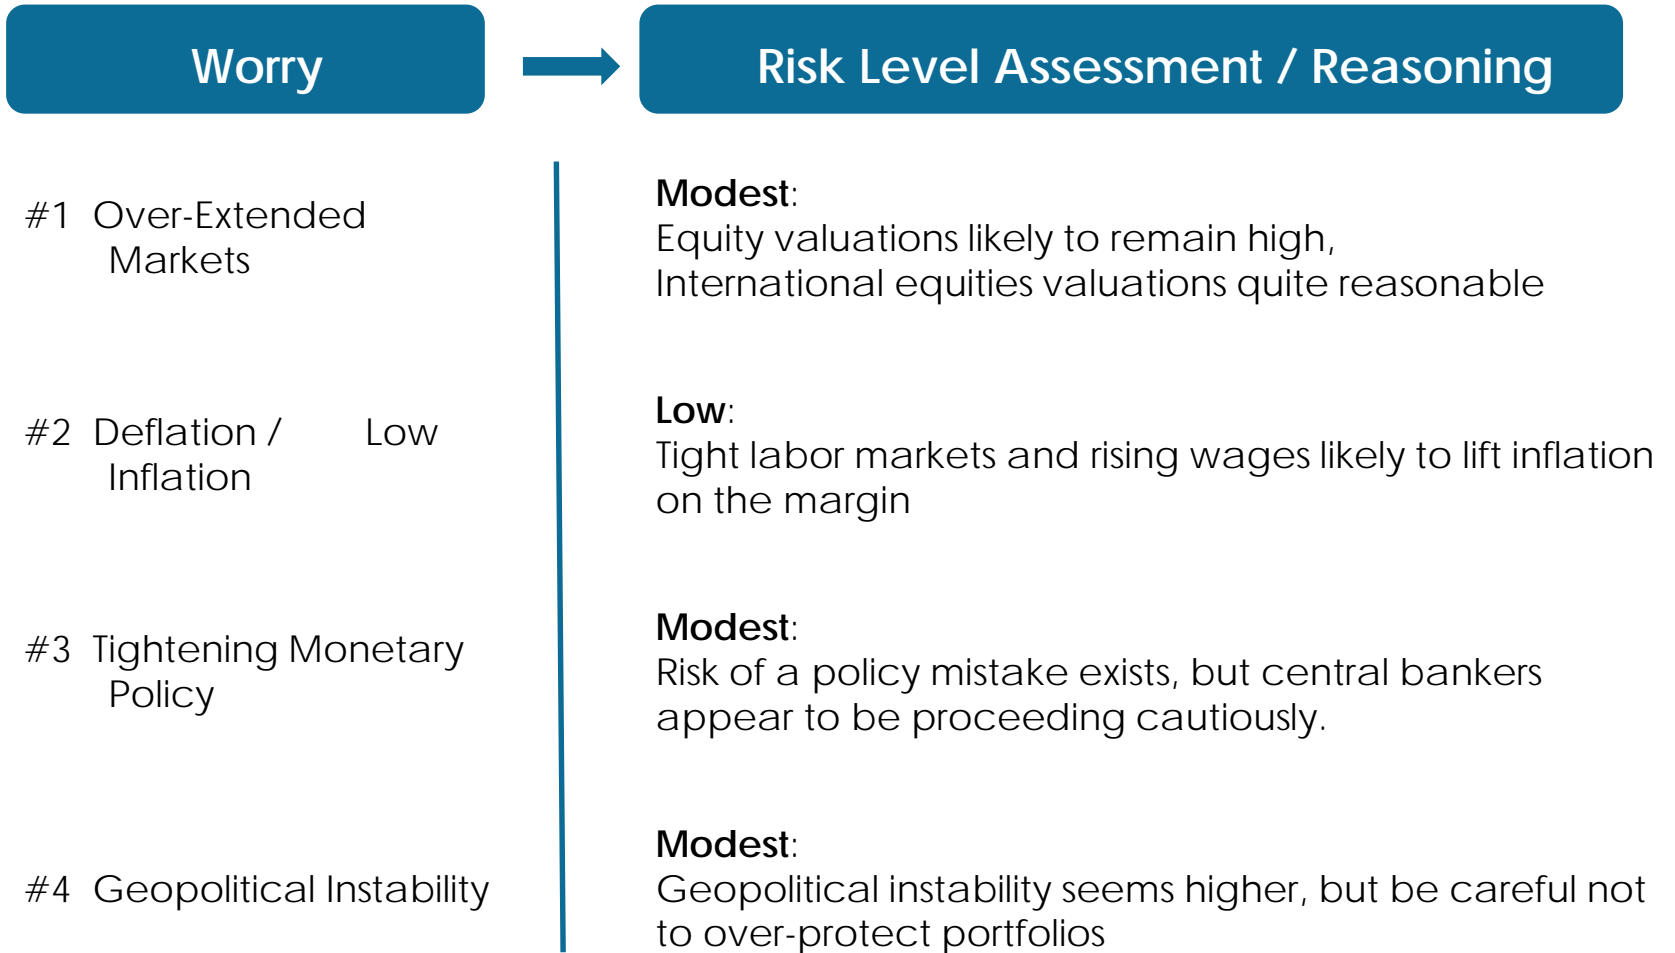 Worry
Risk Level Assessment / Reasoning
#1 Over-Extended
Markets
Modest:
Equity valuations likely to remain high,
International equities valuations quite reasonable
#2 Deflation / Low
Inflation
Low:
Tight labor markets and rising wages likely to lift inflation
on the margin
#3 Tightening Monetary
Policy
Modest:
Risk of a policy mistake exists, but central bankers
appear to be proceeding cautiously.
#4 Geopolitical Instability
Modest:
Geopolitical instability seems higher, but be careful not
to over-protect portfolios